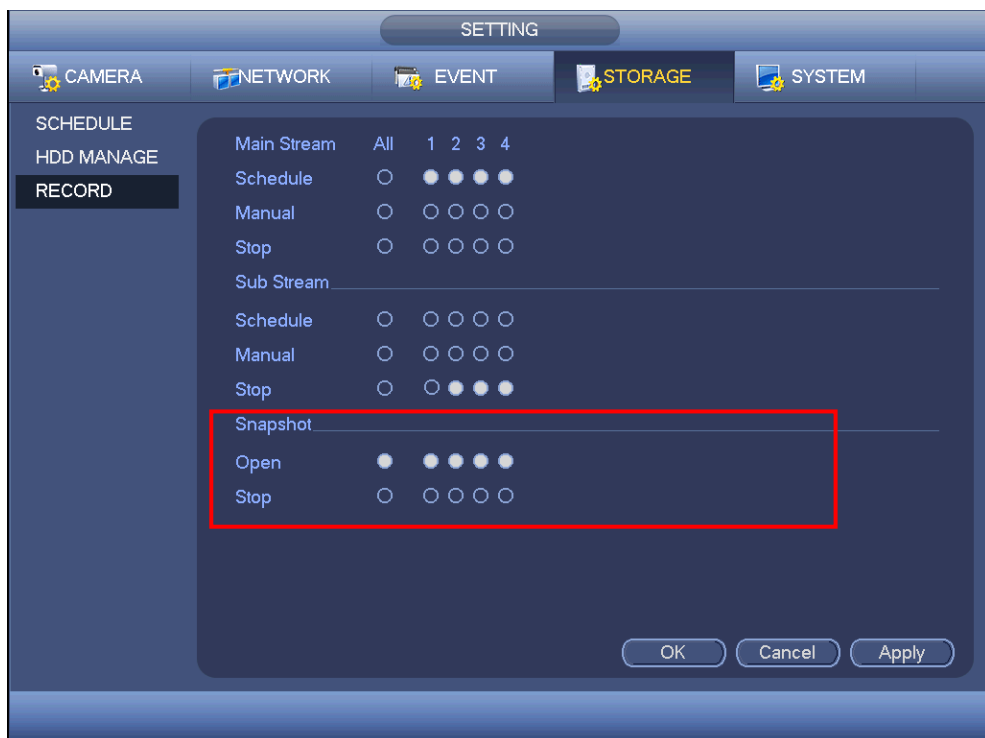 SETTING
CAMERA NETWORK EVENT STORAGE SYSTEM
SCHEDULE
HDD MANAGE
RECORD
Main Stream All 1 2 3 4
Schedule
Manual
Stop
Sub Stream
Schedule
Manual
Stop
Snapshot
Open
Stop
OK Cancel Apply